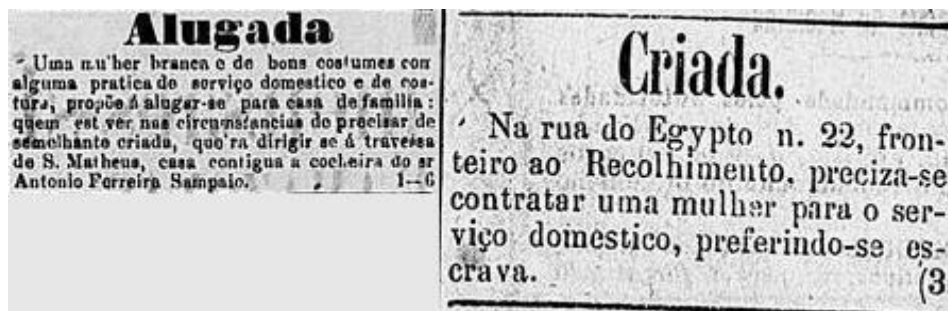 Alugada
Uma mulher branca e de bons costumes com
alguma pratica do serviço domestico e de cos-
tura, propõe á alugar-se para casa de familia:
quem est ver nas circumstancias de precisar de
semelhante criada, que'ra dirigir se á travessa
de S. Matheus, casa contigua a cocheira do sr
Antonio Ferreira Sampaio. 1—6
Criada.
Na rua do Egypto n. 22, fron-
teiro ao Recolhimento, preciza-se
contratar uma mulher para o ser-
viço domestico, preferindo-se es-
crava. (3